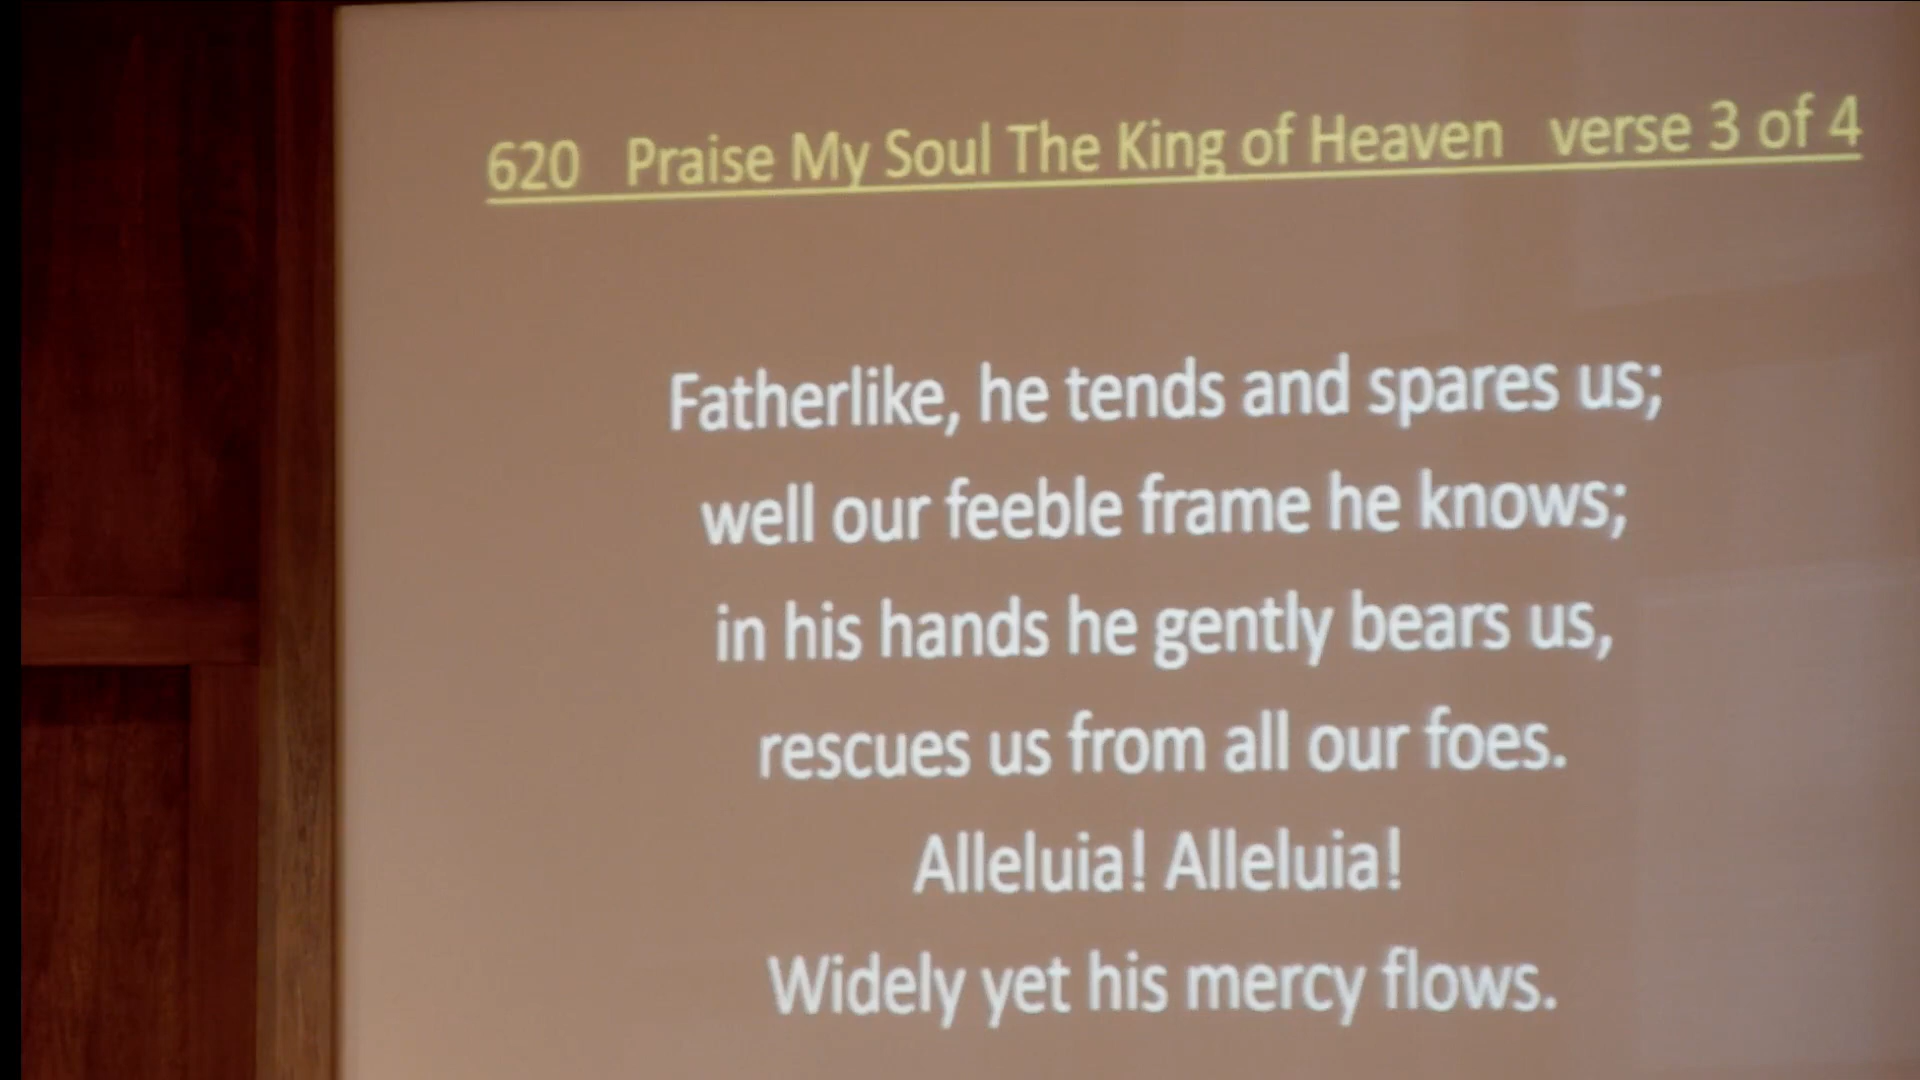 620 Praise My Soul The King of Heaven verse 3 of 4
Fatherlike, he tends and spares us;
well our feeble frame he knows;
in his hands he gently bears us,
rescues us from all our foes.
Alleluia! Alleluia!
Widely yet his mercy flows.